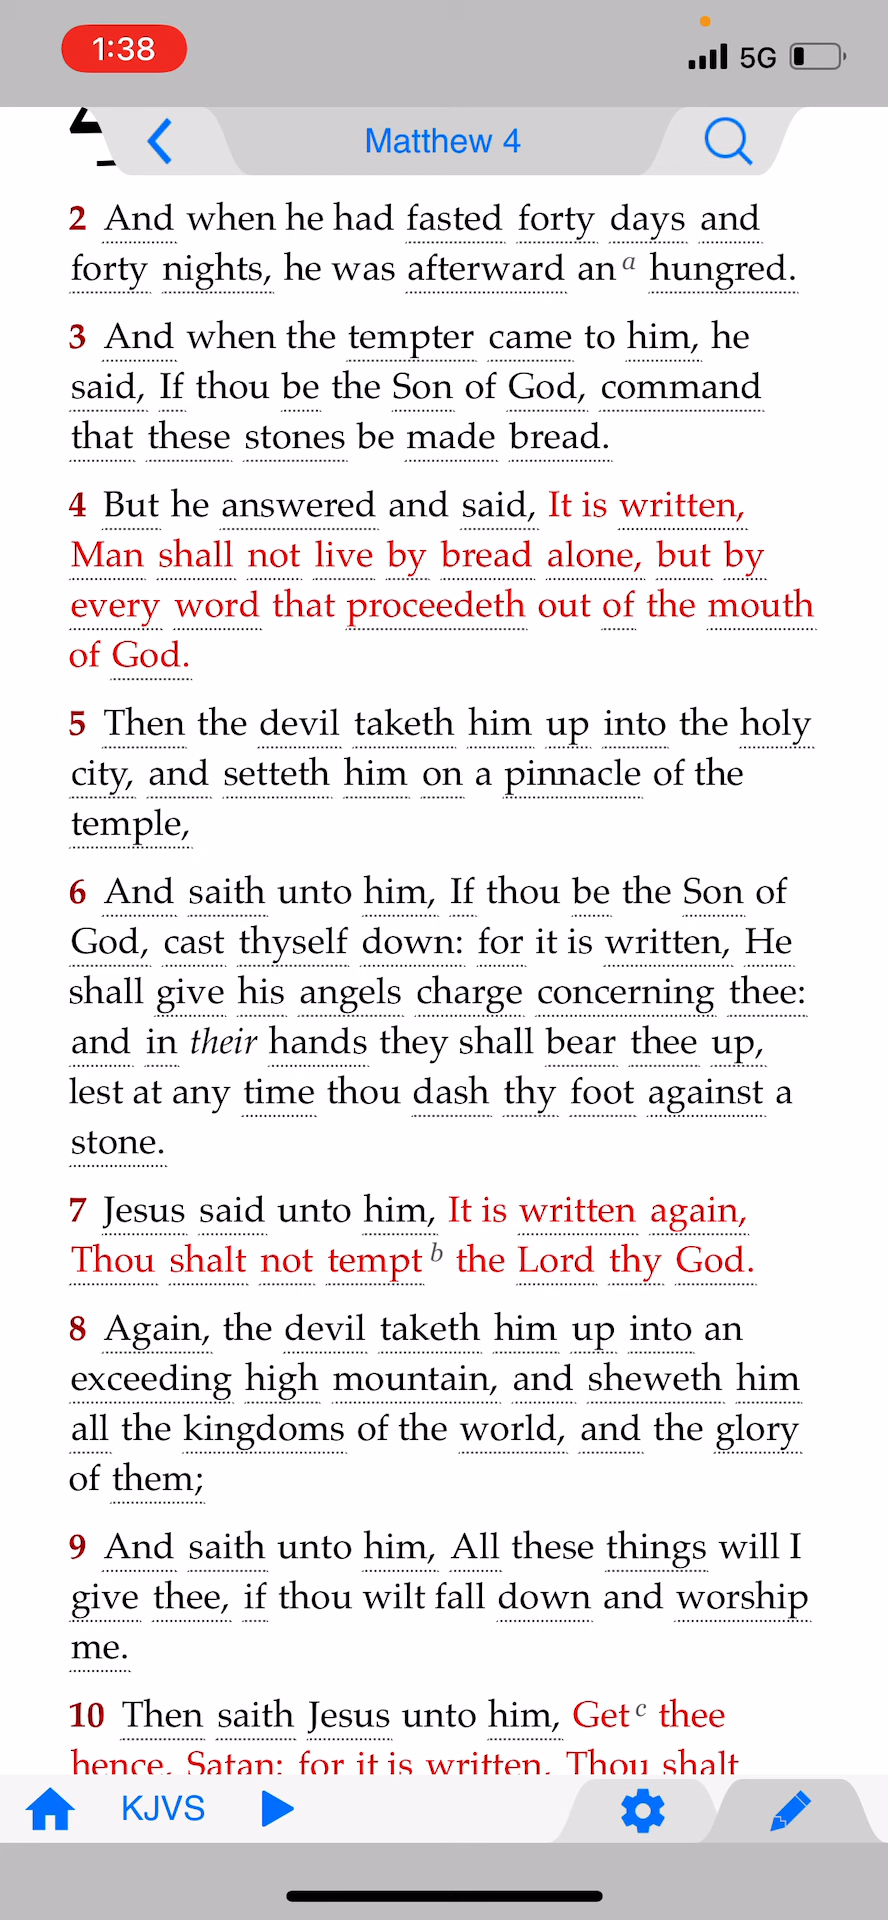 1:38
5G
4
Matthew 4
2 And when he had fasted forty days and
forty nights, he was afterward an a hungred.
3 And when the tempter came to him, he
said, If thou be the Son of God, command
that these stones be made bread.
4 But he answered and said, It is written,
Man shall not live by bread alone, but by
every word that proceedeth out of the mouth
of God.
5 Then the devil taketh him up into the holy
city, and setteth him on a pinnacle of the
temple,
6 And saith unto him, If thou be the Son of
God, cast thyself down: for it is written, He
shall give his angels charge concerning thee:
and in their hands they shall bear thee up,
lest at any time thou dash thy foot against a
stone.
7 Jesus said unto him, It is written again,
Thou shalt not tempt b the Lord thy God.
8 Again, the devil taketh him up into an
exceeding high mountain, and sheweth him
all the kingdoms of the world, and the glory
of them;
9 And saith unto him, All these things will I
give thee, if thou wilt fall down and worship
me.
10 Then saith Jesus unto him, Get c thee
hence, Satan: for it is written, Thou shalt
KJVS